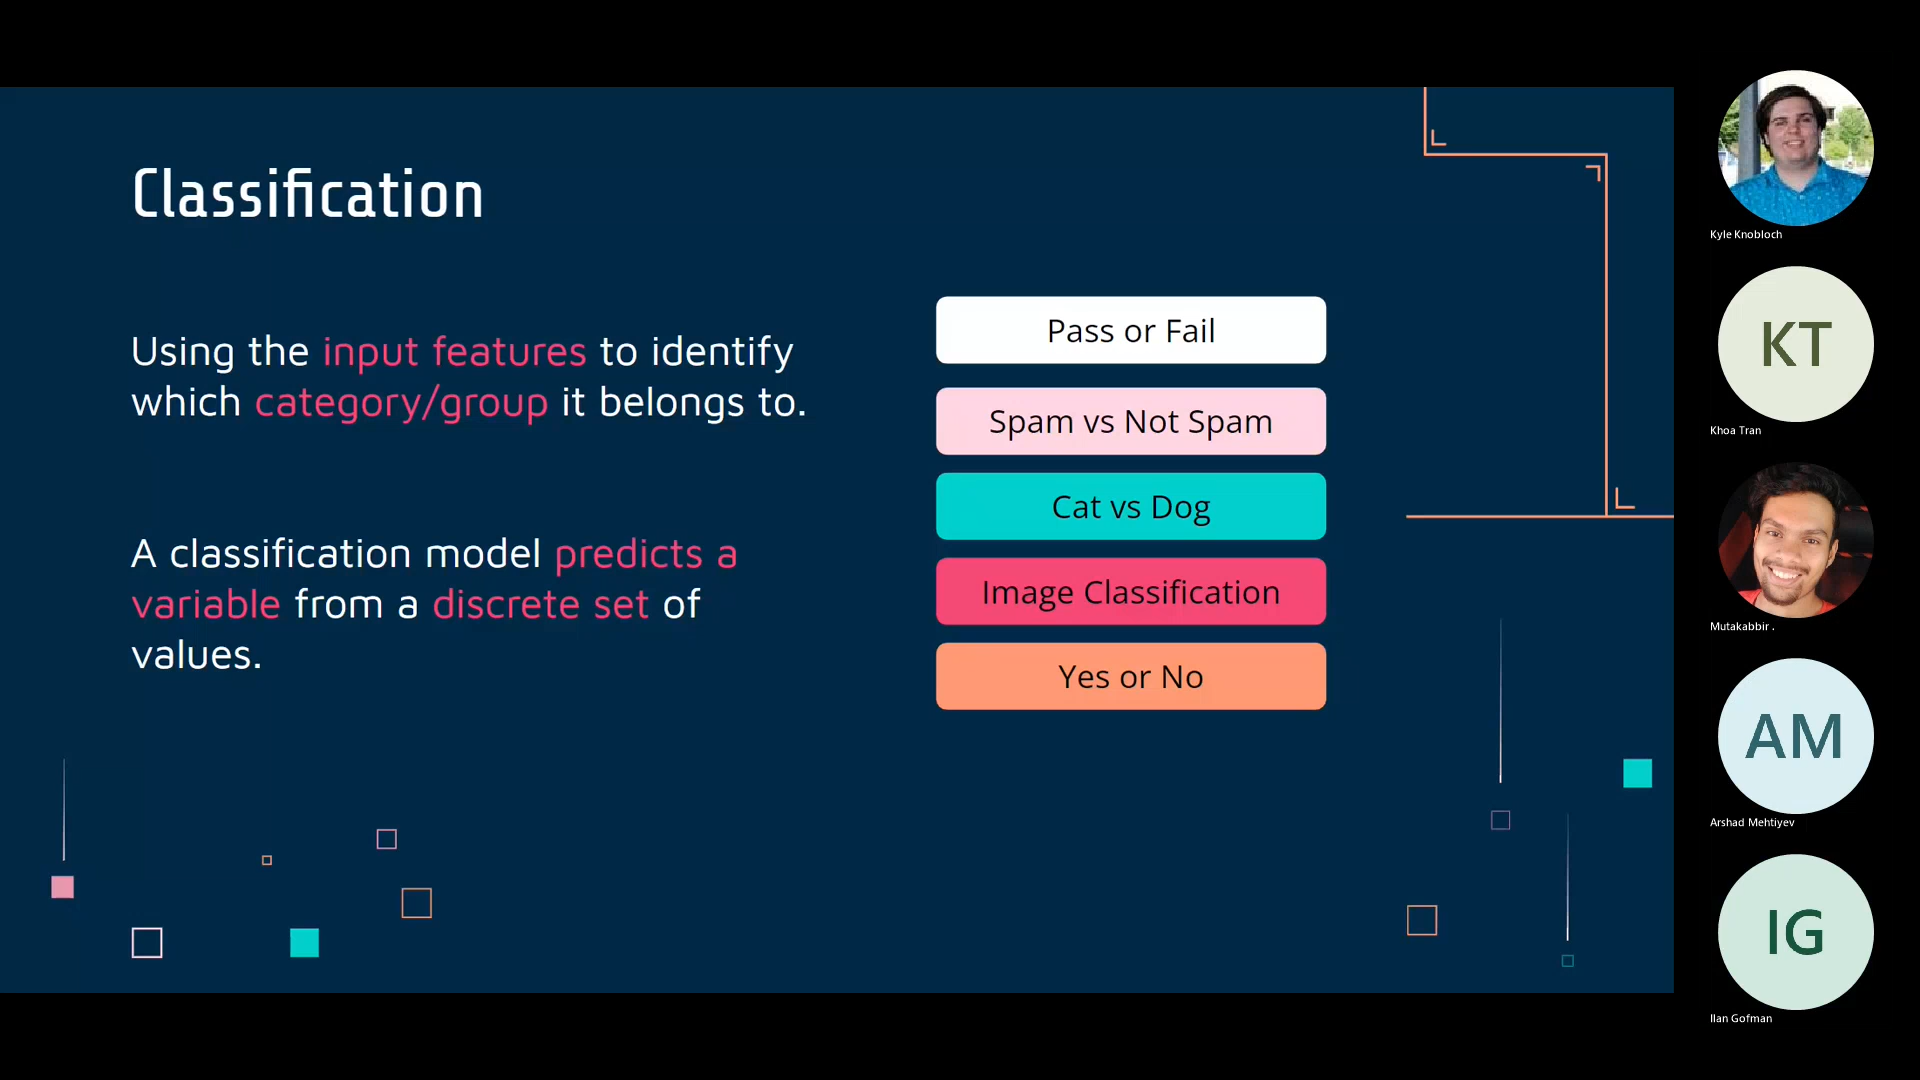 Classification
Using the input features to identify
which category/group it belongs to.
A classification model predicts a
variable from a discrete set of
values.
Pass or Fail
Spam vs Not Spam
Cat vs Dog
Image Classification
Yes or No
Kyle Knobloch
KT
Khoa Tran
Mutakabbir .
AM
Arshad Mehtiyev
IG
Ilan Gofman